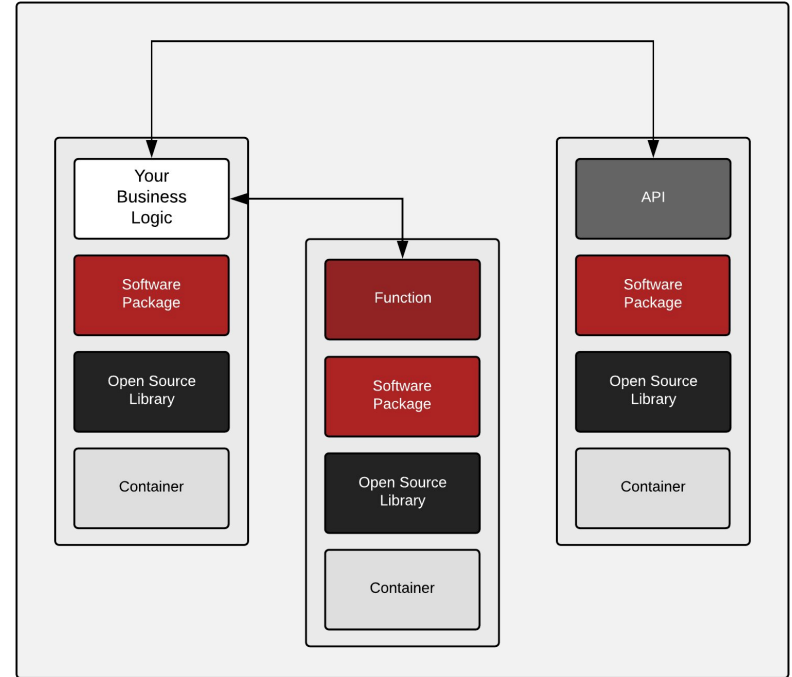 Your
Business
Logic
Software
Package
Open Source
Library
Container
Function
Software
Package
Open Source
Library
Container
API
Software
Package
Open Source
Library
Container